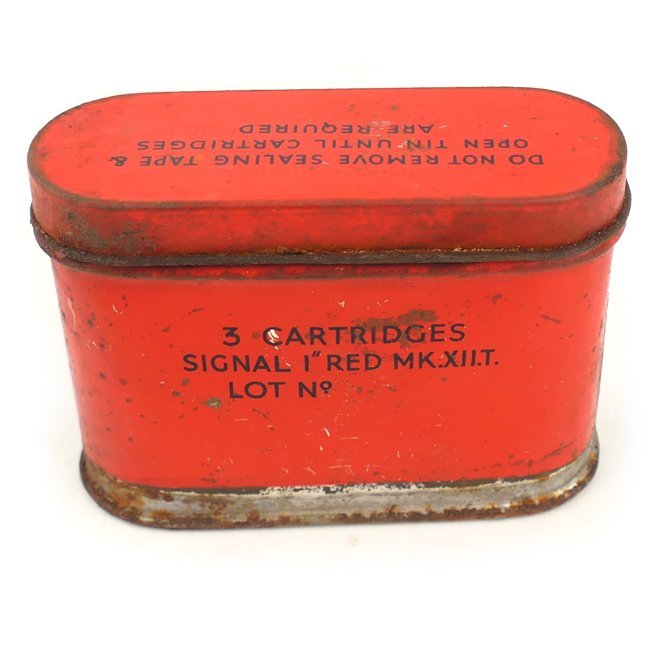 DO NOT REMOVE SEALING TAPE &
OPEN TIN UNTIL CARTRIDGES
ARE REQUIRED
3 CARTRIDGES
SIGNAL 1" RED MK.XII.T.
LOT Nº